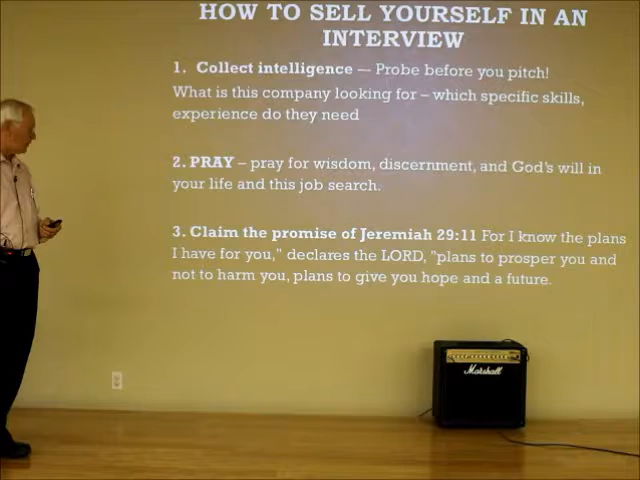 HOW TO SELL YOURSELF IN AN
INTERVIEW
1. Collect intelligence — Probe before you pitch!
What is this company looking for – which specific skills,
experience do they need
2. PRAY – pray for wisdom, discernment, and God's will in
your life and this job search.
3. Claim the promise of Jeremiah 29:11 For I know the plans
I have for you," declares the LORD, "plans to prosper you and
not to harm you, plans to give you hope and a future.
Marshall